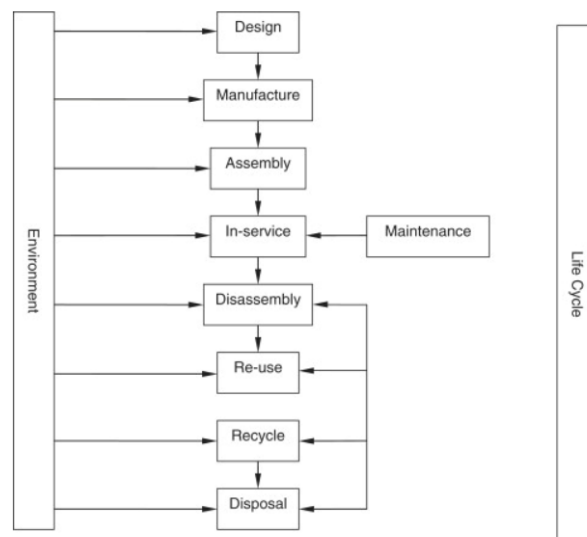 Design
Manufacture
Assembly
In-service
Maintenance
Environment
Life Cycle
Disassembly
Re-use
Recycle
Disposal